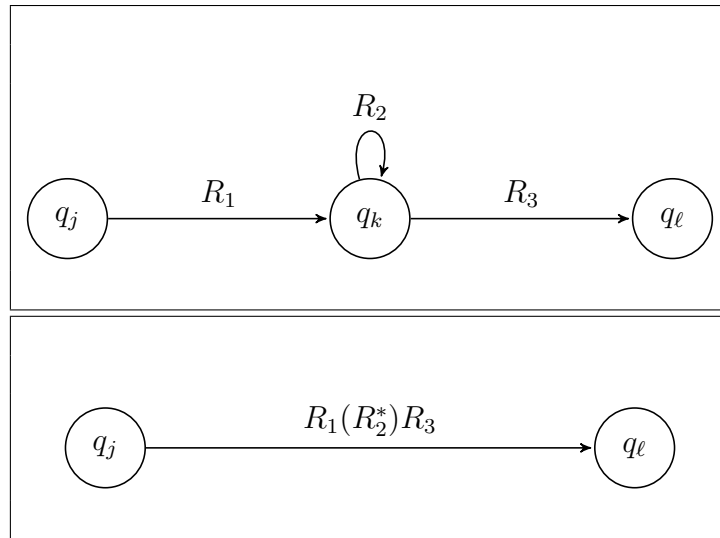 R_2
R_1 R_3
q_j q_k q_ℓ
R_1(R_2^*)R_3
q_j q_ℓ